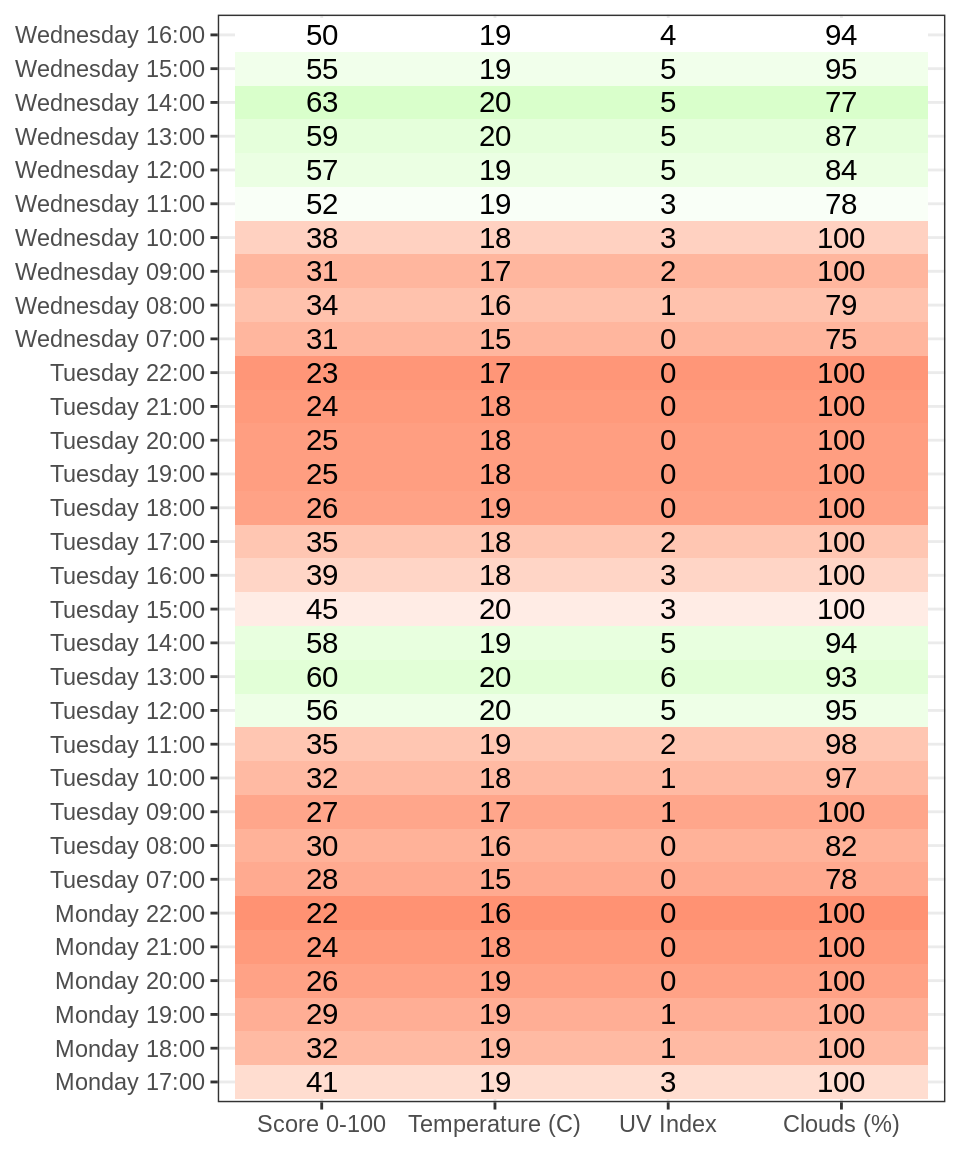 Wednesday 16:00 50 19 4 94
Wednesday 15:00 55 19 5 95
Wednesday 14:00 63 20 5 77
Wednesday 13:00 59 20 5 87
Wednesday 12:00 57 19 5 84
Wednesday 11:00 52 19 3 78
Wednesday 10:00 38 18 3 100
Wednesday 09:00 31 17 2 100
Wednesday 08:00 34 16 1 79
Wednesday 07:00 31 15 0 75
Tuesday 22:00 23 17 0 100
Tuesday 21:00 24 18 0 100
Tuesday 20:00 25 18 0 100
Tuesday 19:00 25 18 0 100
Tuesday 18:00 26 19 0 100
Tuesday 17:00 35 18 2 100
Tuesday 16:00 39 18 3 100
Tuesday 15:00 45 20 3 100
Tuesday 14:00 58 19 5 94
Tuesday 13:00 60 20 6 93
Tuesday 12:00 56 20 5 95
Tuesday 11:00 35 19 2 98
Tuesday 10:00 32 18 1 97
Tuesday 09:00 27 17 1 100
Tuesday 08:00 30 16 0 82
Tuesday 07:00 28 15 0 78
Monday 22:00 22 16 0 100
Monday 21:00 24 18 0 100
Monday 20:00 26 19 0 100
Monday 19:00 29 19 1 100
Monday 18:00 32 19 1 100
Monday 17:00 41 19 3 100
Score 0-100 Temperature (C) UV Index Clouds (%)